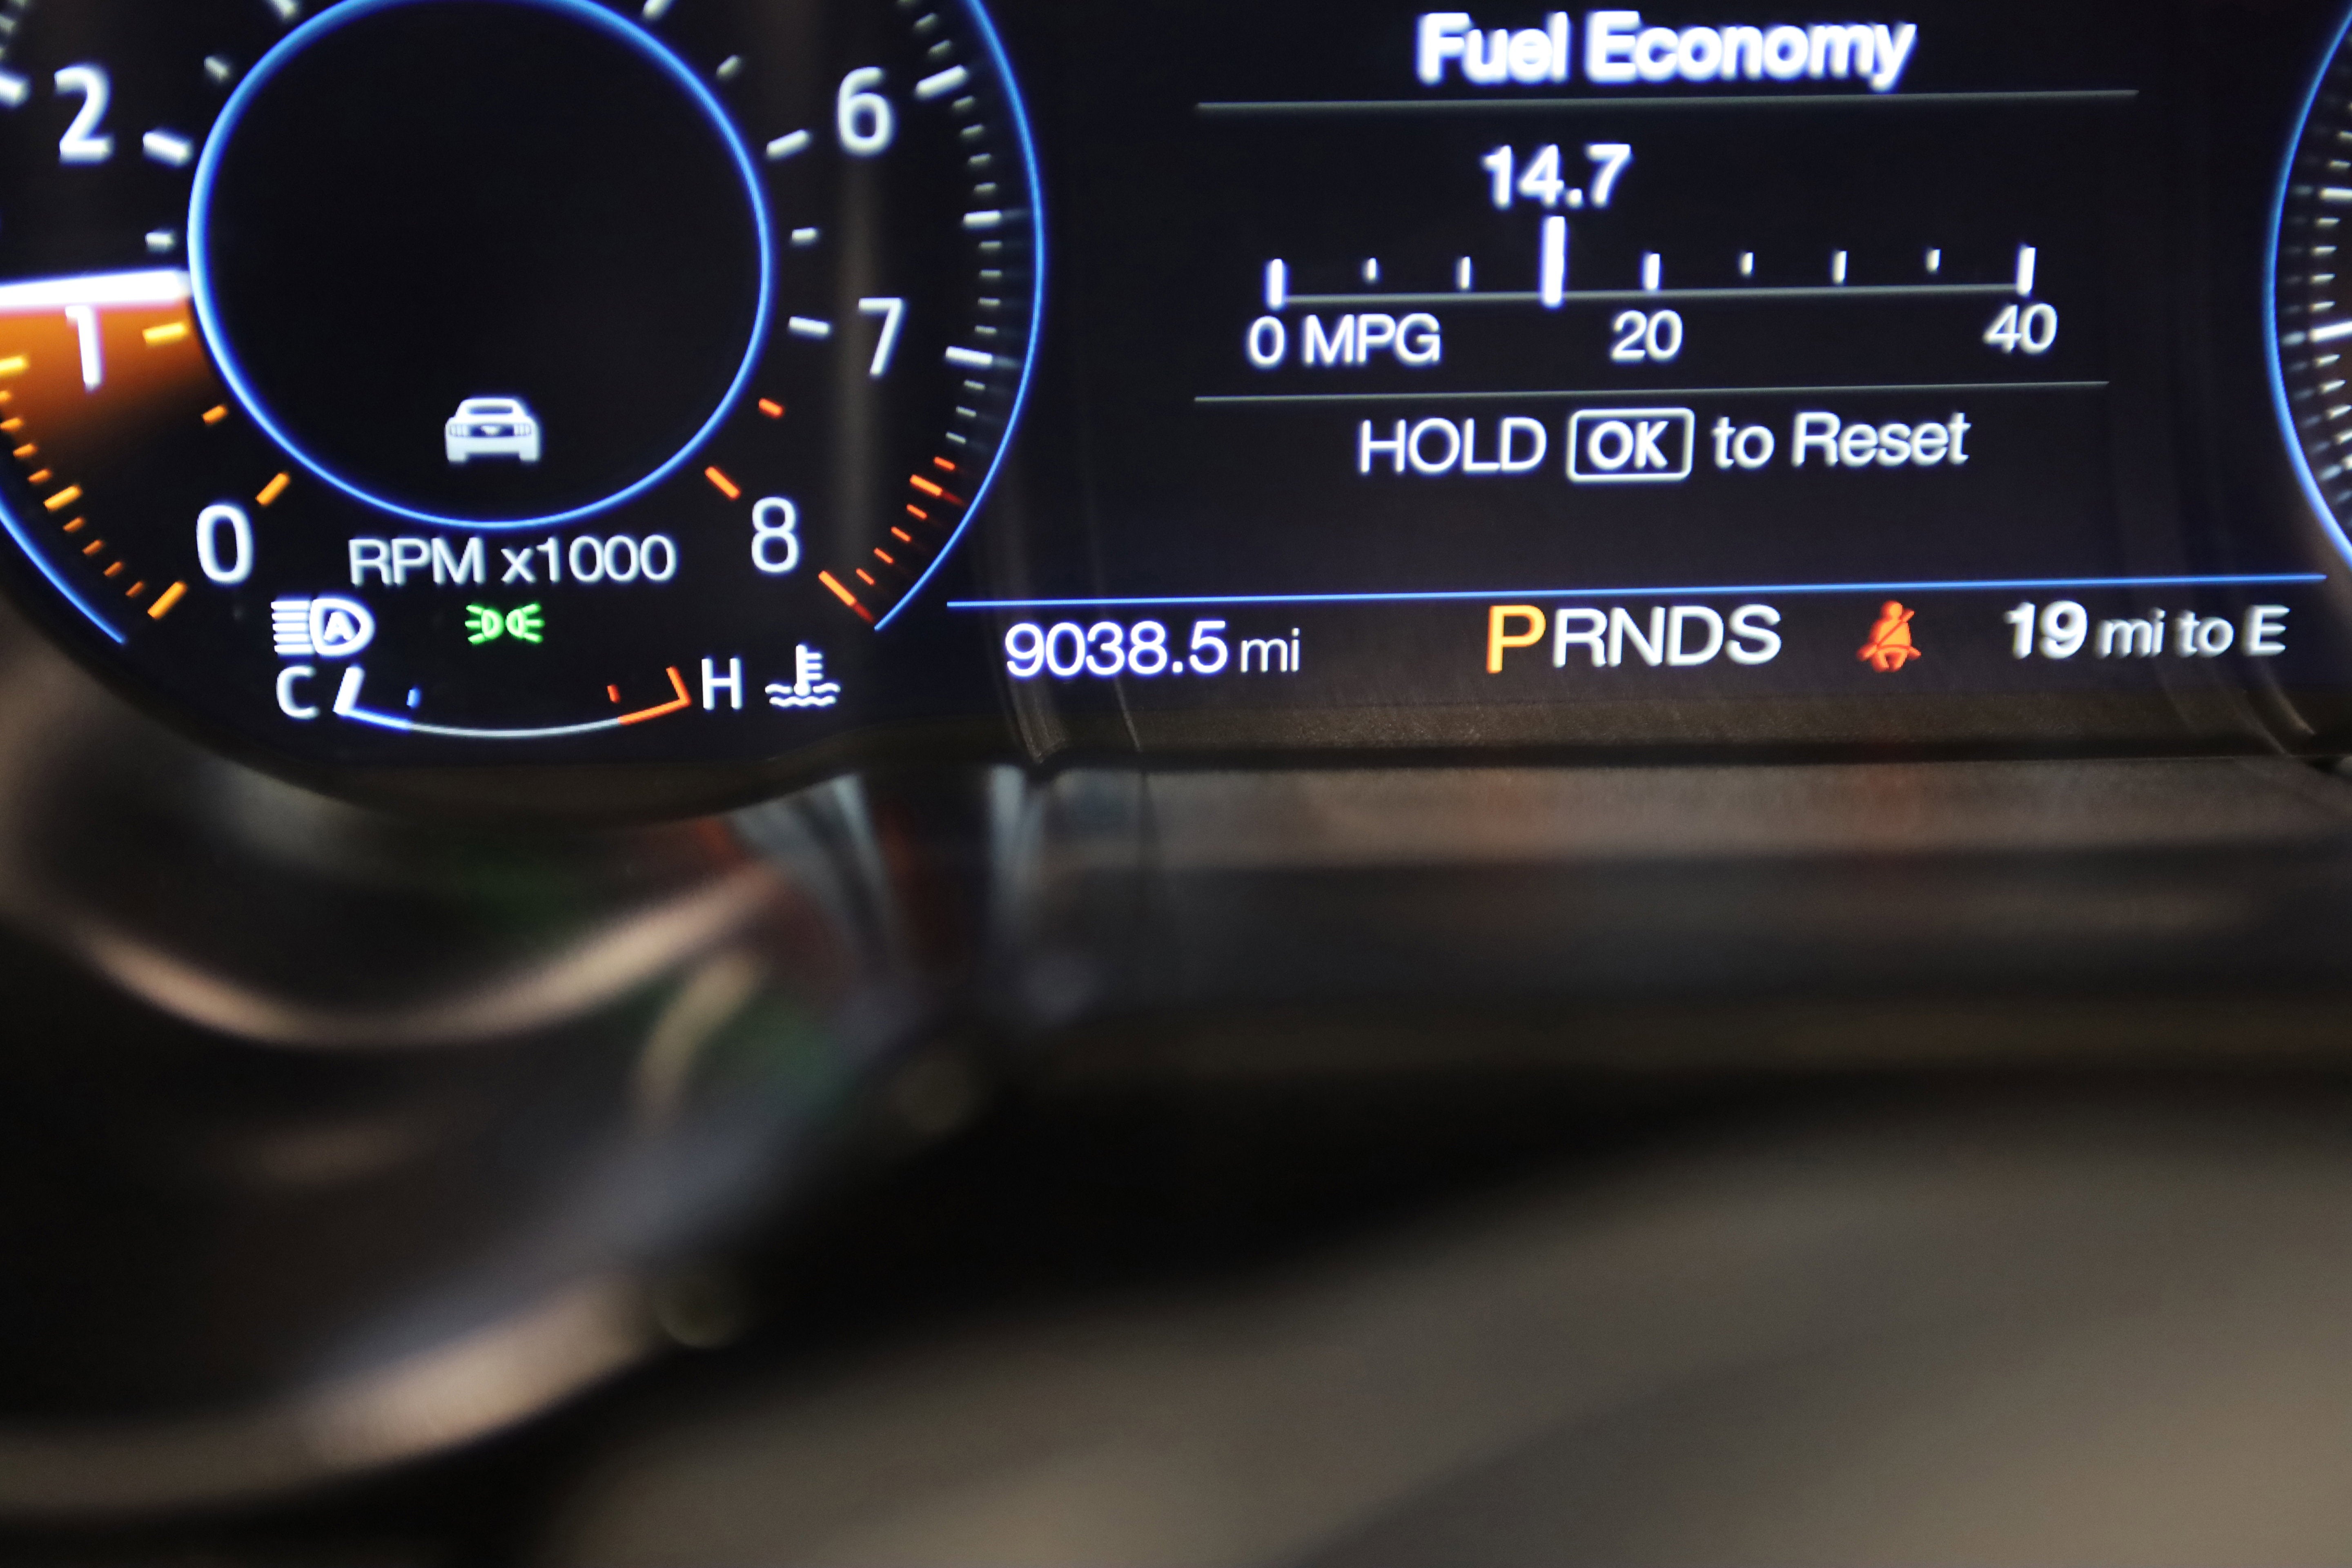 2
1
0
6
7
8
RPM x1000
A
C
H
Fuel Economy
14.7
0 MPG 20 40
HOLD OK to Reset
9038.5 mi PRNDS 19 mi to E